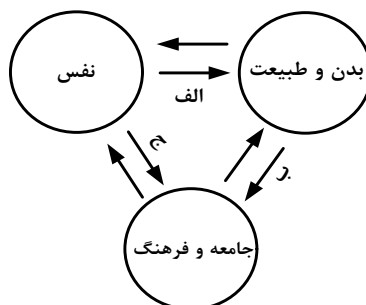 بدن و طبیعت
نفس
الف
ب
ج
جامعه و فرهنگ